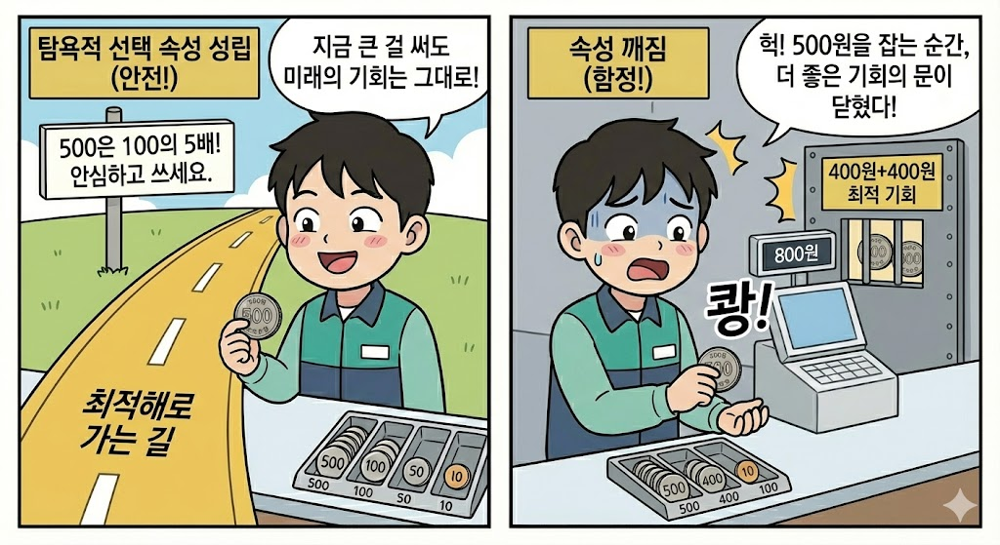 탐욕적 선택 속성 성립
(안전!)
지금 큰 걸 써도
미래의 기회는 그대로!
500은 100의 5배!
안심하고 쓰세요.
500
최적해로
가는 길
500
100
50
10
500
100
50
10
속성 깨짐
(함정!)
헉! 500원을 잡는 순간,
더 좋은 기회의 문이
닫혔다!
400원+400원
최적 기회
800원
쾅!
500
400
10
500
400
100